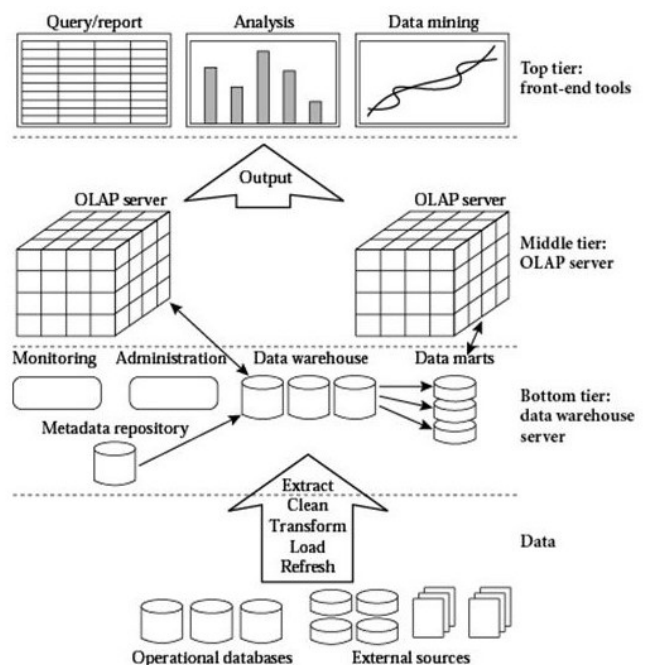 Query/report
Analysis
Data mining
Top tier:
front-end tools
Output
OLAP server
OLAP server
Middle tier:
OLAP server
Monitoring
Administration
Data warehouse
Data marts
Bottom tier:
data warehouse
server
Metadata repository
Extract
Clean
Transform
Load
Refresh
Data
Operational databases
External sources